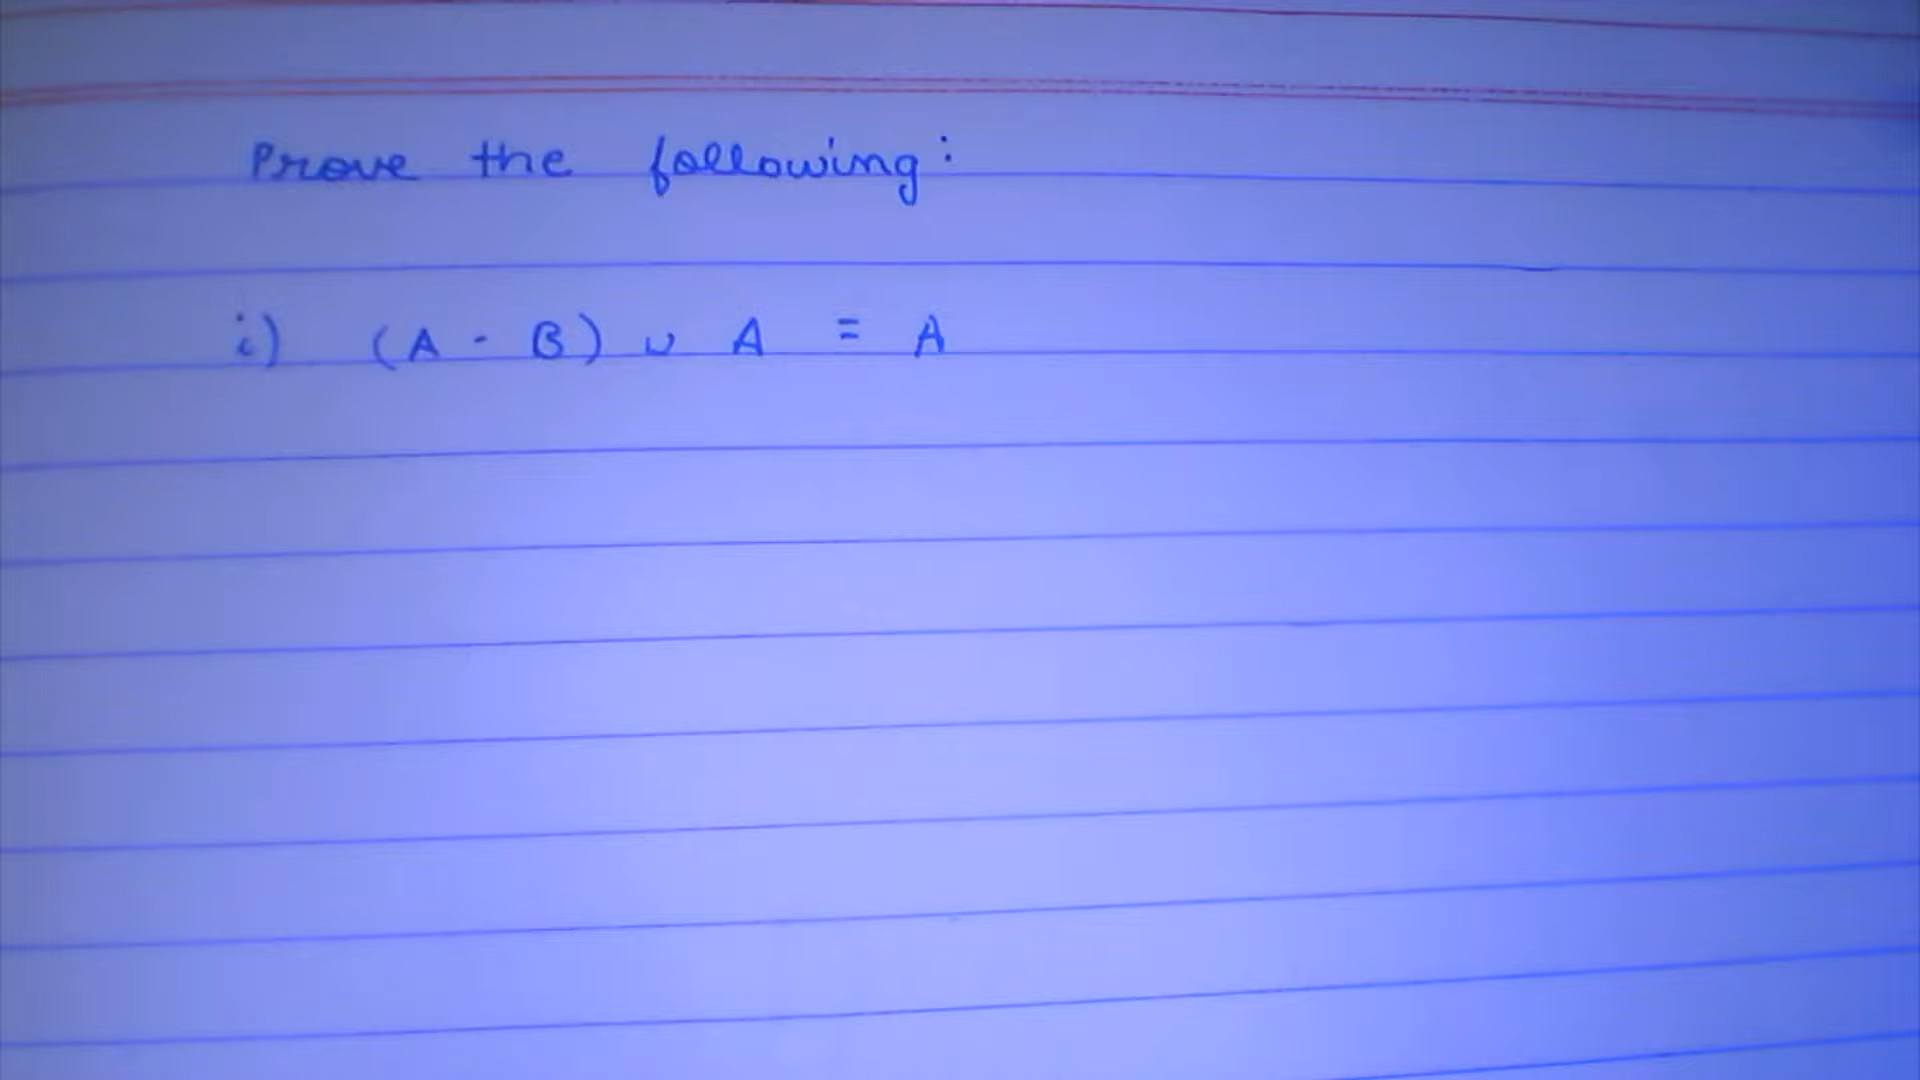 Prove the following:
i) (A - B) ∪ A = A